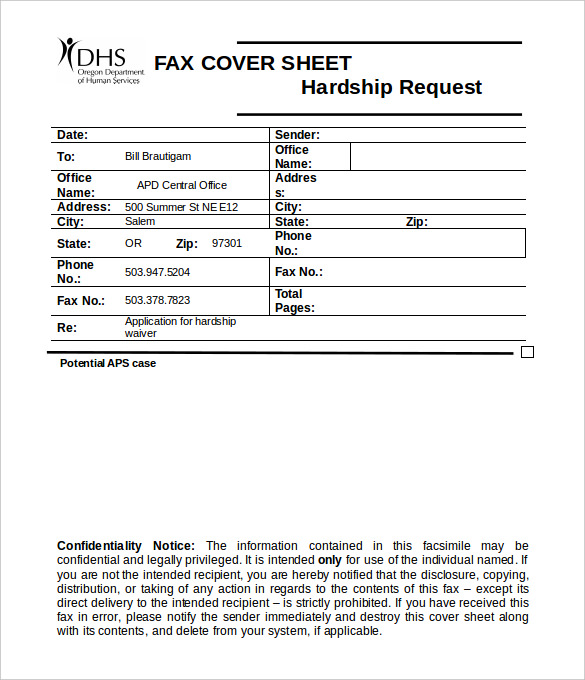 DHS
Oregon Department
of Human Services
FAX COVER SHEET
Hardship Request
Date: Sender:
To: Bill Brautigam Office Name:
Office Name: APD Central Office Addres s:
Address: 500 Summer St NE E12 City:
City: Salem State: Zip:
State: OR Zip: 97301 Phone No.:
Phone No.: 503.947.5204 Fax No.:
Fax No.: 503.378.7823 Total Pages:
Re: Application for hardship waiver
Potential APS case
Confidentiality Notice: The information contained in this facsimile may be
confidential and legally privileged. It is intended only for use of the individual named. If
you are not the intended recipient, you are hereby notified that the disclosure, copying,
distribution, or taking of any action in regards to the contents of this fax – except its
direct delivery to the intended recipient – is strictly prohibited. If you have received this
fax in error, please notify the sender immediately and destroy this cover sheet along
with its contents, and delete from your system, if applicable.